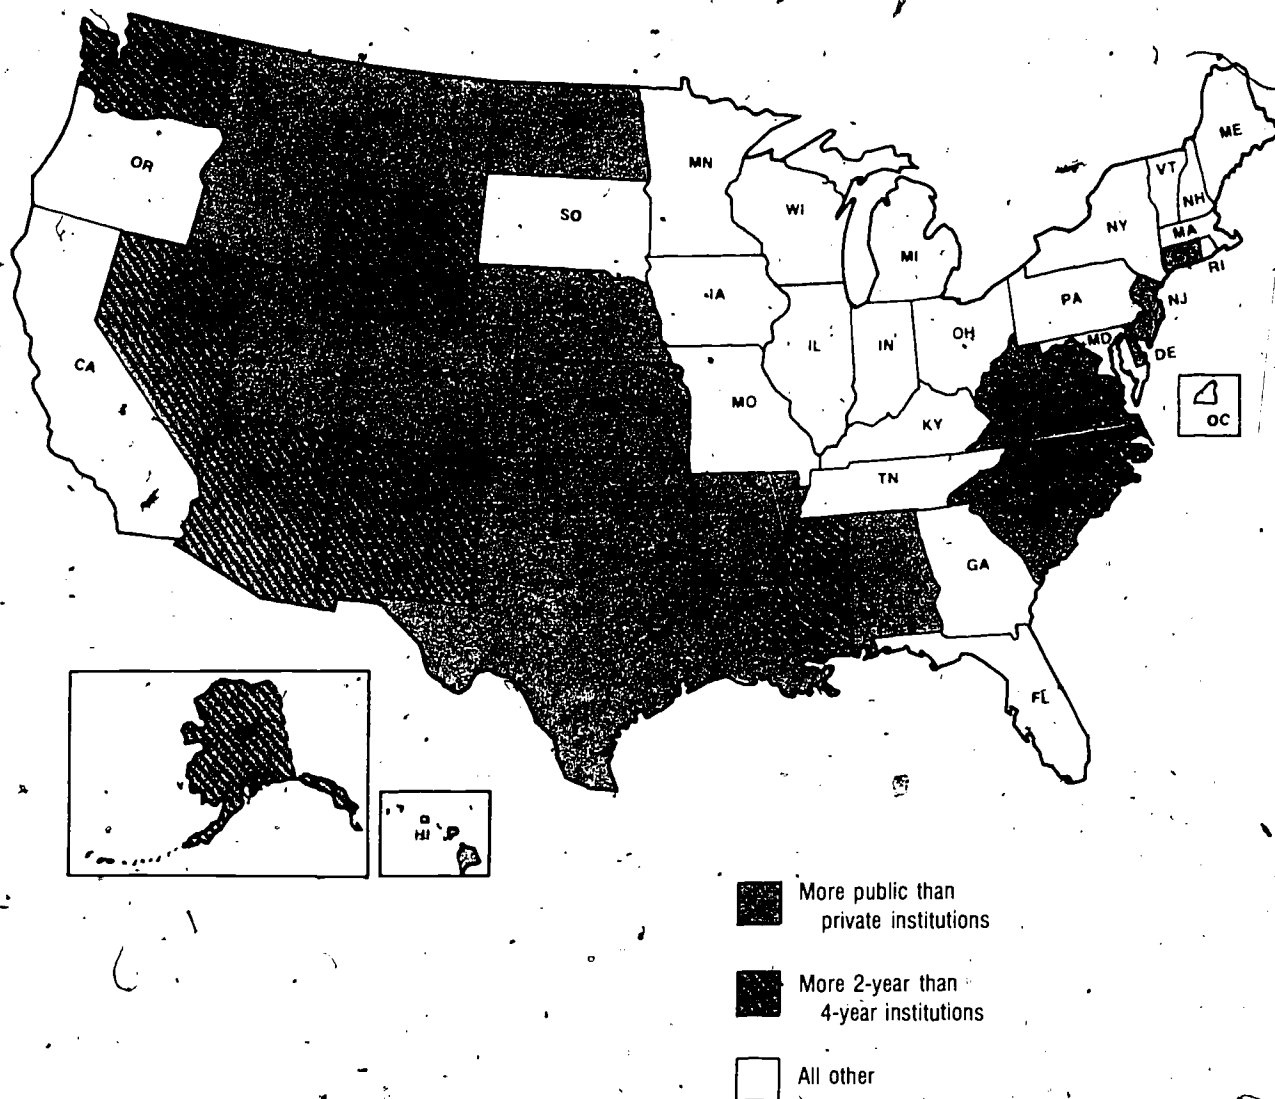 ME
OR
MN
VT
NH
SO
WI
NY
MA
MI
RI
IA
PA
NJ
OH
MD
IL
IN
DE
CA
MO
OC
KY
TN
GA
FL
HI
More public than
private institutions
More 2-year than
4-year institutions
All other